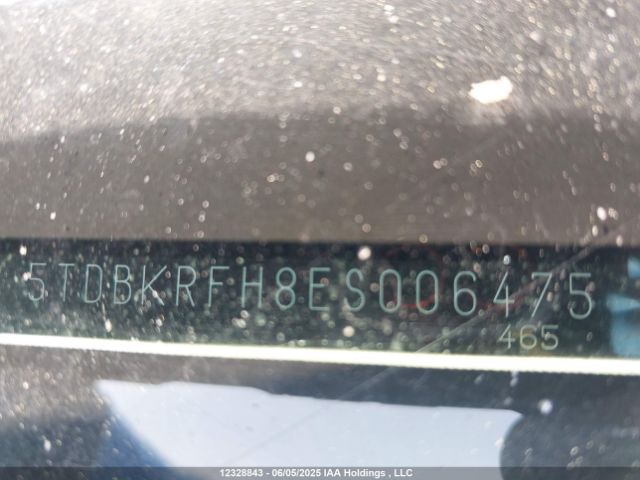 5TDBKRFH8ES006475
465
12328843 - 06/05/2025 IAA Holdings , LLC